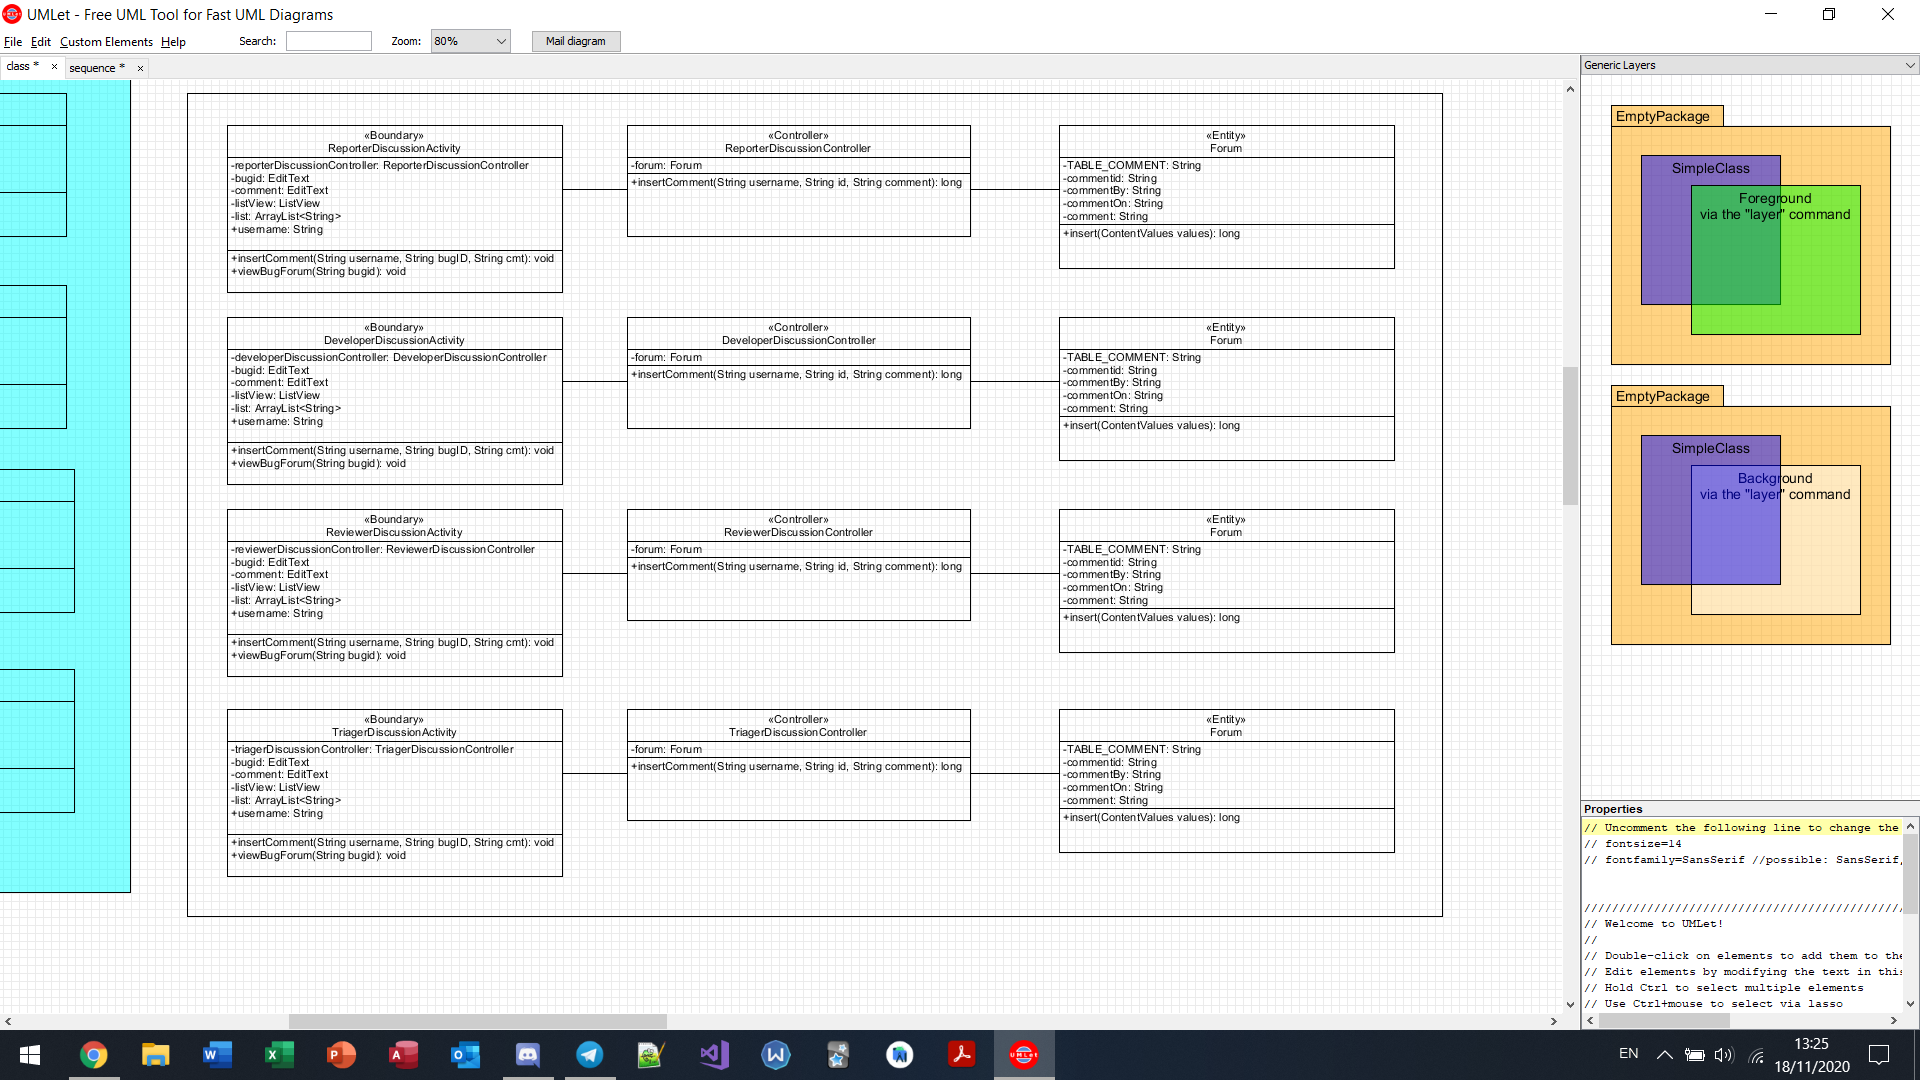 UMLet - Free UML Tool for Fast UML Diagrams
File Edit Custom Elements Help Search: Zoom: 80% Mail diagram
class * × sequence * ×
«Boundary»
ReporterDiscussionActivity
-reporterDiscussionController: ReporterDiscussionController
-bugid: EditText
-comment: EditText
-listView: ListView
-list: ArrayList<String>
+username: String
+insertComment(String username, String bugID, String cmt): void
+viewBugForum(String bugid): void
«Controller»
ReporterDiscussionController
-forum: Forum
+insertComment(String username, String id, String comment): long
«Entity»
Forum
-TABLE_COMMENT: String
-commentid: String
-commentBy: String
-commentOn: String
-comment: String
+insert(ContentValues values): long
«Boundary»
DeveloperDiscussionActivity
-developerDiscussionController: DeveloperDiscussionController
-bugid: EditText
-comment: EditText
-listView: ListView
-list: ArrayList<String>
+username: String
+insertComment(String username, String bugID, String cmt): void
+viewBugForum(String bugid): void
«Controller»
DeveloperDiscussionController
-forum: Forum
+insertComment(String username, String id, String comment): long
«Entity»
Forum
-TABLE_COMMENT: String
-commentid: String
-commentBy: String
-commentOn: String
-comment: String
+insert(ContentValues values): long
«Boundary»
ReviewerDiscussionActivity
-reviewerDiscussionController: ReviewerDiscussionController
-bugid: EditText
-comment: EditText
-listView: ListView
-list: ArrayList<String>
+username: String
+insertComment(String username, String bugID, String cmt): void
+viewBugForum(String bugid): void
«Controller»
ReviewerDiscussionController
-forum: Forum
+insertComment(String username, String id, String comment): long
«Entity»
Forum
-TABLE_COMMENT: String
-commentid: String
-commentBy: String
-commentOn: String
-comment: String
+insert(ContentValues values): long
«Boundary»
TriagerDiscussionActivity
-triagerDiscussionController: TriagerDiscussionController
-bugid: EditText
-comment: EditText
-listView: ListView
-list: ArrayList<String>
+username: String
+insertComment(String username, String bugID, String cmt): void
+viewBugForum(String bugid): void
«Controller»
TriagerDiscussionController
-forum: Forum
+insertComment(String username, String id, String comment): long
«Entity»
Forum
-TABLE_COMMENT: String
-commentid: String
-commentBy: String
-commentOn: String
-comment: String
+insert(ContentValues values): long
Generic Layers
EmptyPackage
SimpleClass
Foreground
via the "layer" command
EmptyPackage
SimpleClass
Background
via the "layer" command
Properties
// Uncomment the following line to change the
// fontsize=14
// fontfamily=SansSerif //possible: SansSerif,
//////////////////////////////////////////////
// Welcome to UMLet!
//
// Double-click on elements to add them to the
// Edit elements by modifying the text in this
// Hold Ctrl to select multiple elements
// Use Ctrl+mouse to select via lasso
EN
13:25
18/11/2020